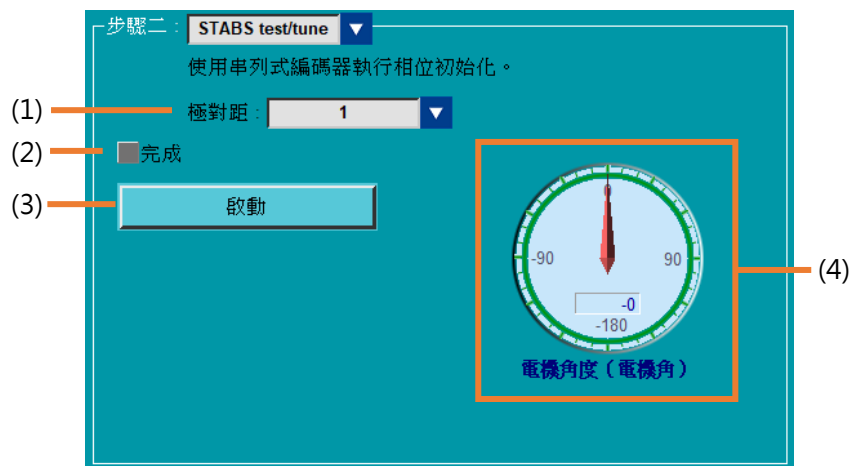 步驟二： STABS test/tune
使用串列式編碼器執行相位初始化。
(1) 極對距： 1
(2) 完成
(3) 啟動
0
-90 90
-0
-180
(4)
電機角度（電機角）